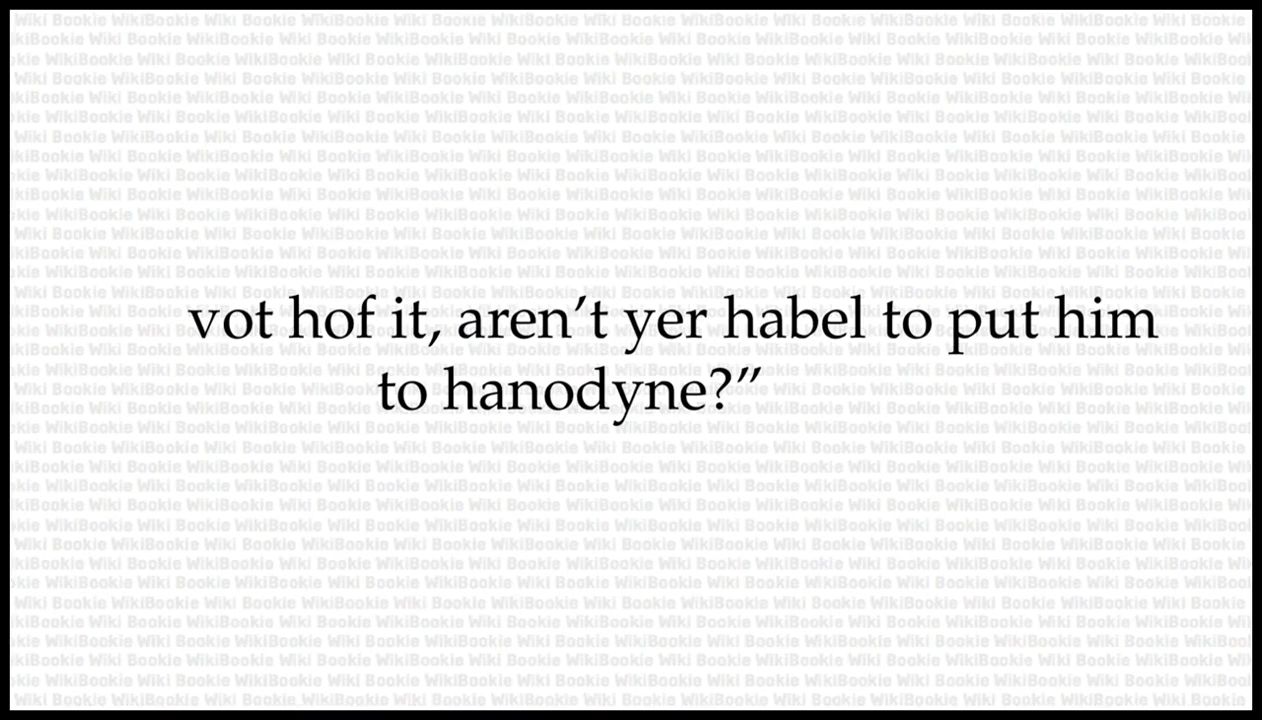 vot hof it, aren’t yer habel to put him
to hanodyne?”